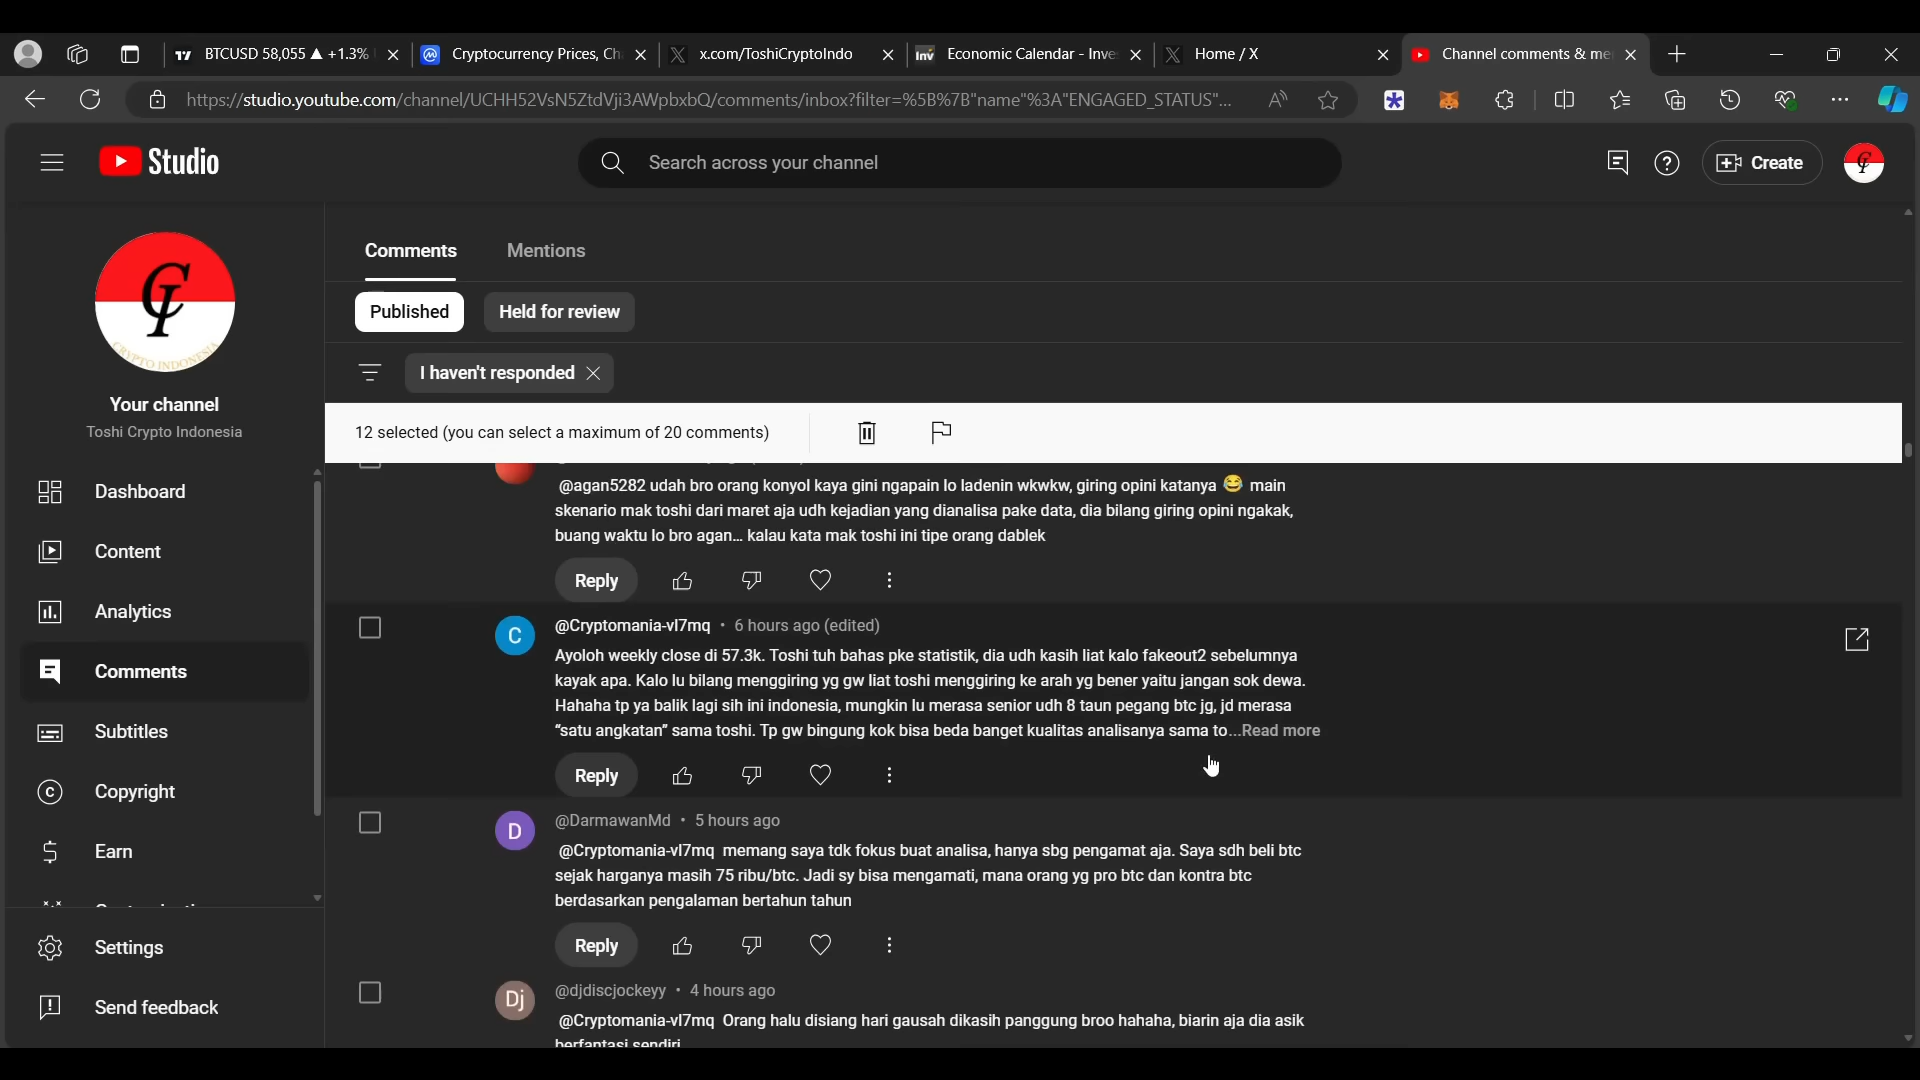 BTCUSD 58,055 ▲ +1.3%
Cryptocurrency Prices, Ch
x.com/ToshiCryptoIndo
Economic Calendar - Inve
Home / X
Channel comments & me
https://studio.youtube.com/channel/UCHH52VsN5ZtdVji3AWpbxbQ/comments/inbox?filter=%5B%7B"name"%3A"ENGAGED_STATUS"...
Studio
Search across your channel
Create
CRYPTO INDONESIA
Your channel
Toshi Crypto Indonesia
Dashboard
Content
Analytics
Comments
Subtitles
Copyright
Earn
Settings
Send feedback
Comments
Mentions
Published
Held for review
I haven't responded
12 selected (you can select a maximum of 20 comments)
@agan5282 udah bro orang konyol kaya gini ngapain lo ladenin wkwkw, giring opini katanya 😂 main
skenario mak toshi dari maret aja udh kejadian yang dianalisa pake data, dia bilang giring opini ngakak,
buang waktu lo bro agan... kalau kata mak toshi ini tipe orang dablek
Reply
C
@Cryptomania-vl7mq • 6 hours ago (edited)
Ayoloh weekly close di 57.3k. Toshi tuh bahas pke statistik, dia udh kasih liat kalo fakeout2 sebelumnya
kayak apa. Kalo lu bilang menggiring yg gw liat toshi menggiring ke arah yg bener yaitu jangan sok dewa.
Hahaha tp ya balik lagi sih ini indonesia, mungkin lu merasa senior udh 8 taun pegang btc jg, jd merasa
“satu angkatan” sama toshi. Tp gw bingung kok bisa beda banget kualitas analisanya sama to...Read more
Reply
D
@DarmawanMd • 5 hours ago
@Cryptomania-vl7mq memang saya tdk fokus buat analisa, hanya sbg pengamat aja. Saya sdh beli btc
sejak harganya masih 75 ribu/btc. Jadi sy bisa mengamati, mana orang yg pro btc dan kontra btc
berdasarkan pengalaman bertahun tahun
Reply
Dj
@djdiscjockeyy • 4 hours ago
@Cryptomania-vl7mq Orang halu disiang hari gausah dikasih panggung broo hahaha, biarin aja dia asik
berfantasi sendiri